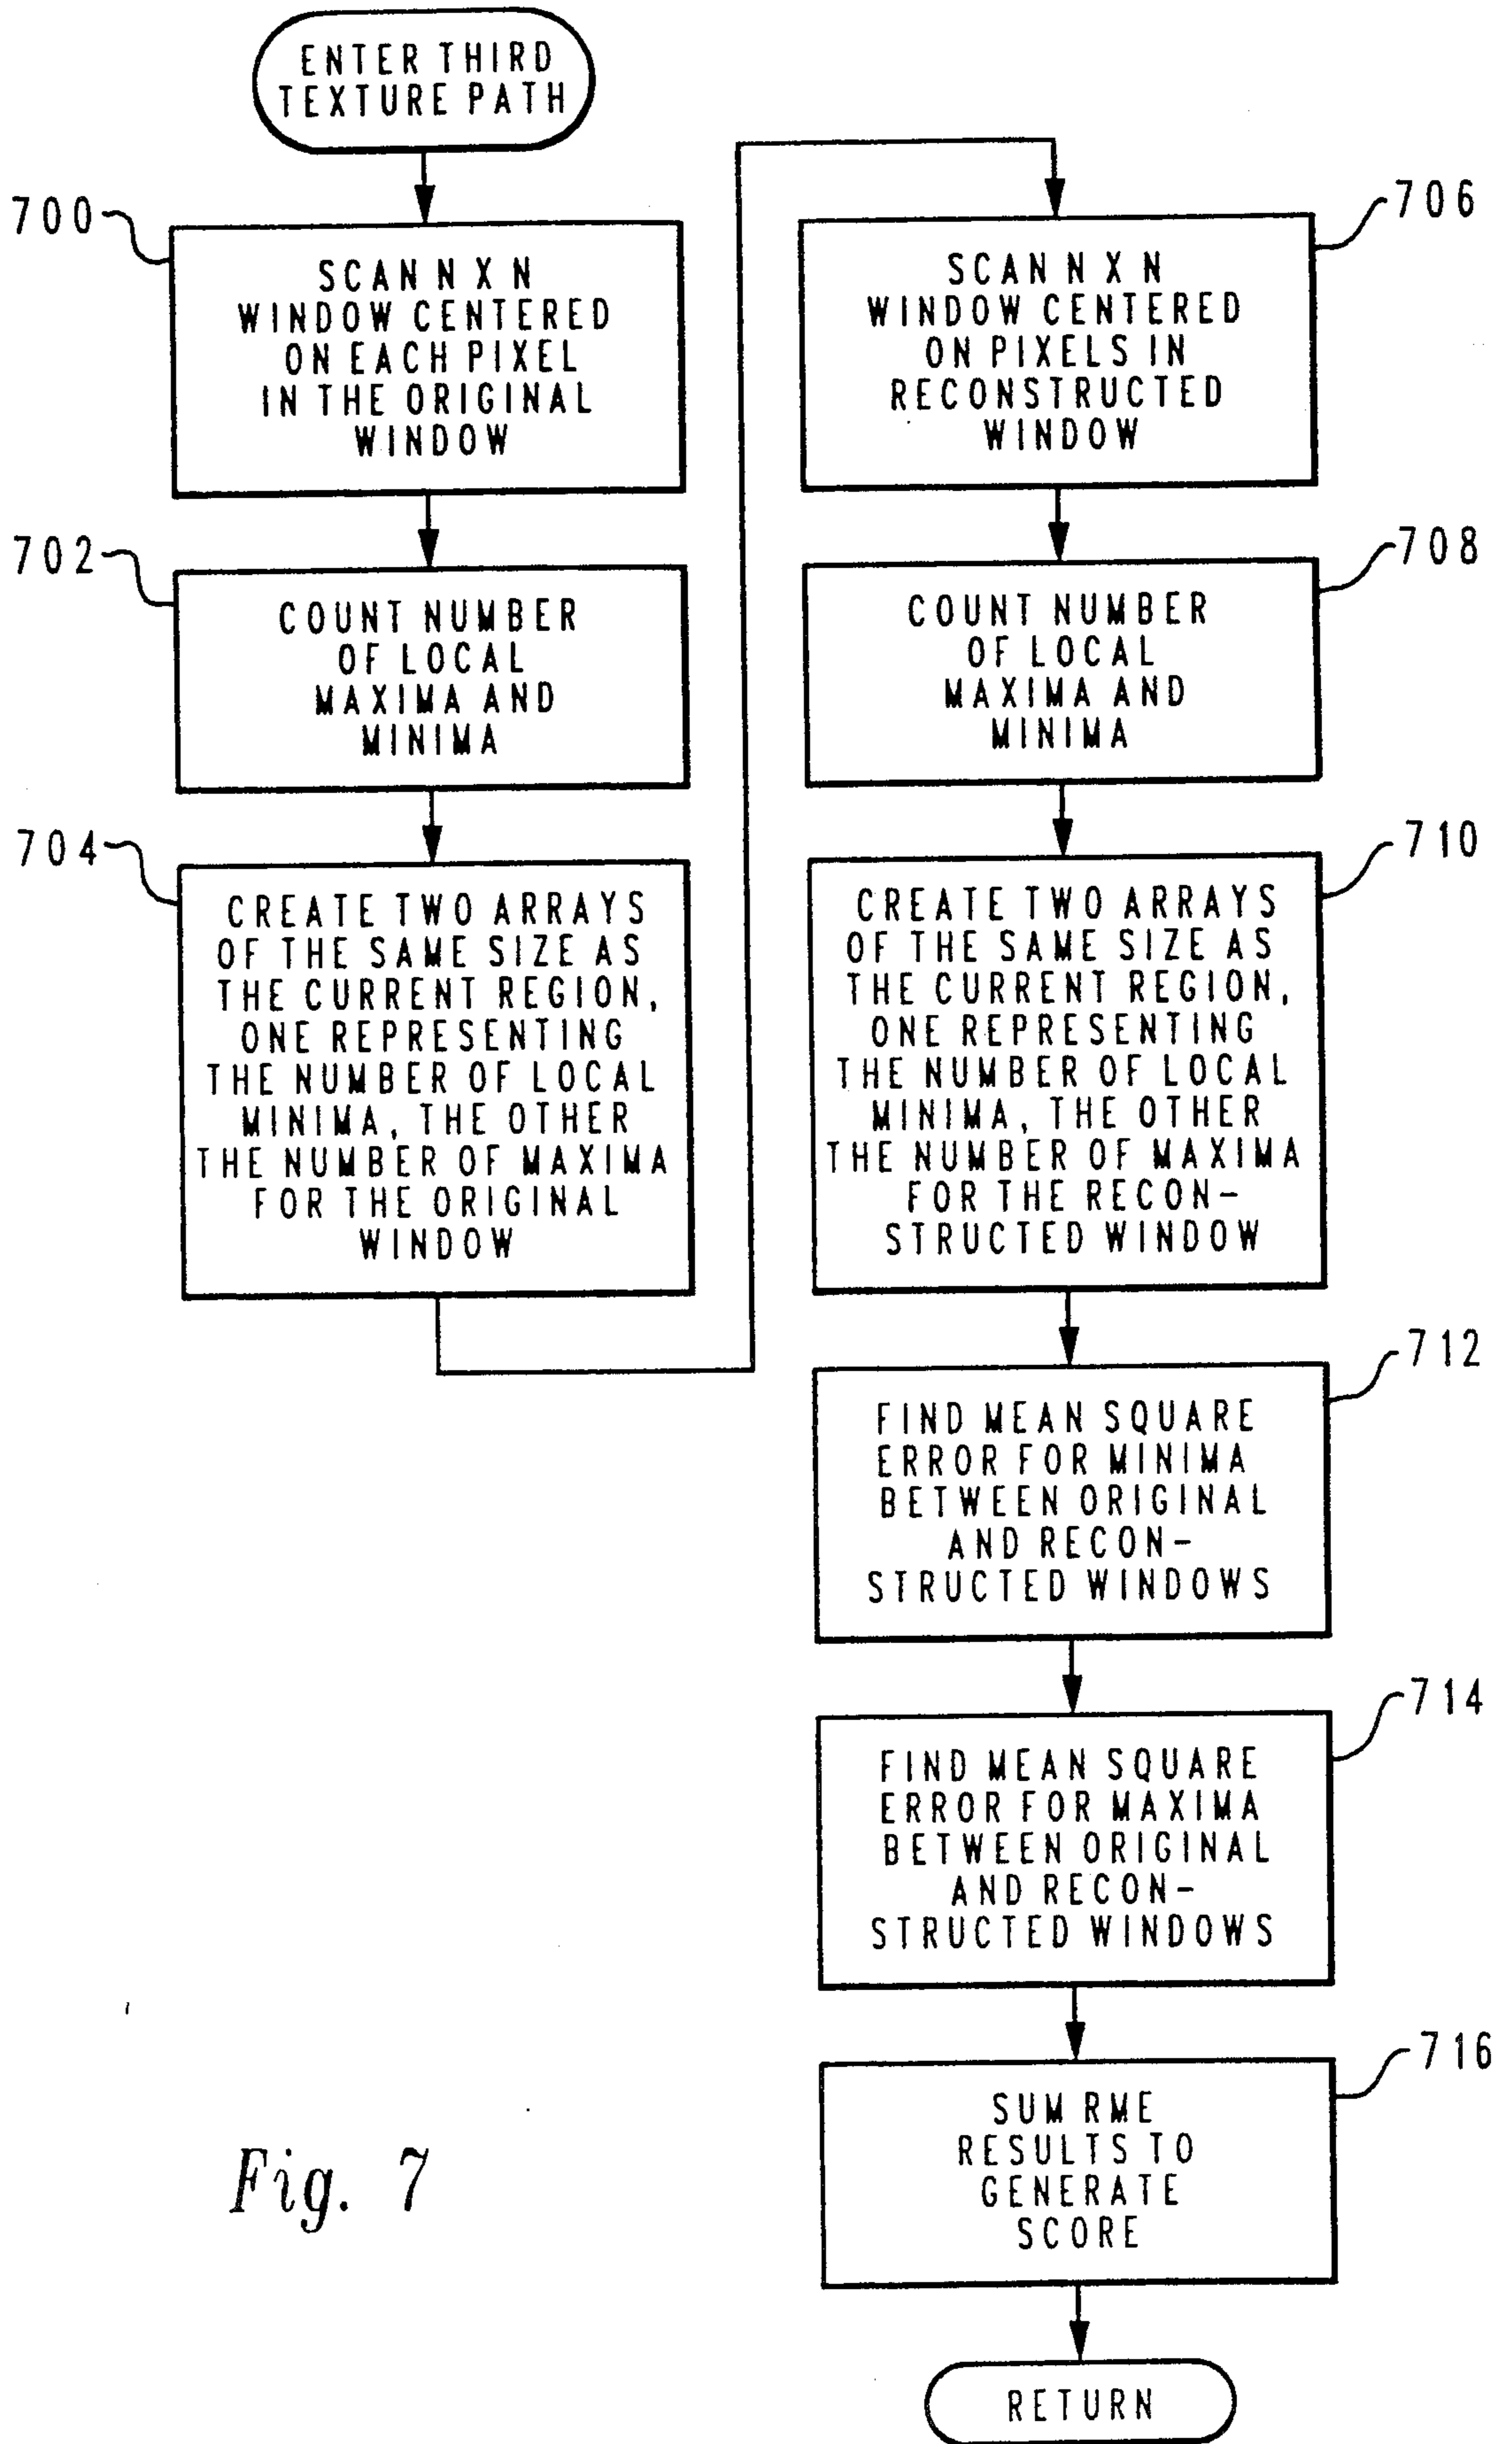 ENTER THIRD
TEXTURE PATH
700
SCAN N X N
WINDOW CENTERED
ON EACH PIXEL
IN THE ORIGINAL
WINDOW
702
COUNT NUMBER
OF LOCAL
MAXIMA AND
MINIMA
704
CREATE TWO ARRAYS
OF THE SAME SIZE AS
THE CURRENT REGION,
ONE REPRESENTING
THE NUMBER OF LOCAL
MINIMA, THE OTHER
THE NUMBER OF MAXIMA
FOR THE ORIGINAL
WINDOW
706
SCAN N X N
WINDOW CENTERED
ON PIXELS IN
RECONSTRUCTED
WINDOW
708
COUNT NUMBER
OF LOCAL
MAXIMA AND
MINIMA
710
CREATE TWO ARRAYS
OF THE SAME SIZE AS
THE CURRENT REGION,
ONE REPRESENTING
THE NUMBER OF LOCAL
MINIMA, THE OTHER
THE NUMBER OF MAXIMA
FOR THE RECON-
STRUCTED WINDOW
712
FIND MEAN SQUARE
ERROR FOR MINIMA
BETWEEN ORIGINAL
AND RECON-
STRUCTED WINDOWS
714
FIND MEAN SQUARE
ERROR FOR MAXIMA
BETWEEN ORIGINAL
AND RECON-
STRUCTED WINDOWS
716
SUM RME
RESULTS TO
GENERATE
SCORE
RETURN
Fig. 7